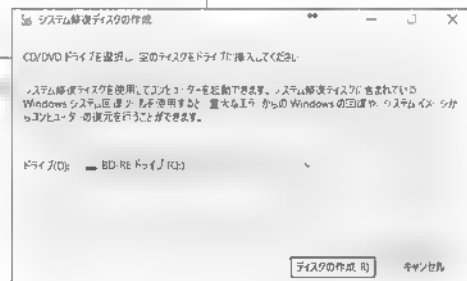 システム修復ディスクの作成
CD/DVD ドライブを選択し、空のディスクをドライブに挿入してください
システム修復ディスクを使用してコンピューターを起動できます。システム修復ディスクに含まれている
Windows システム回復ツールを使用すると、重大なエラーからの Windows の回復や、システム イメージか
らコンピューターの復元を行うことができます。
ドライブ(D): BD-RE ドライブ
ディスクの作成(R) キャンセル